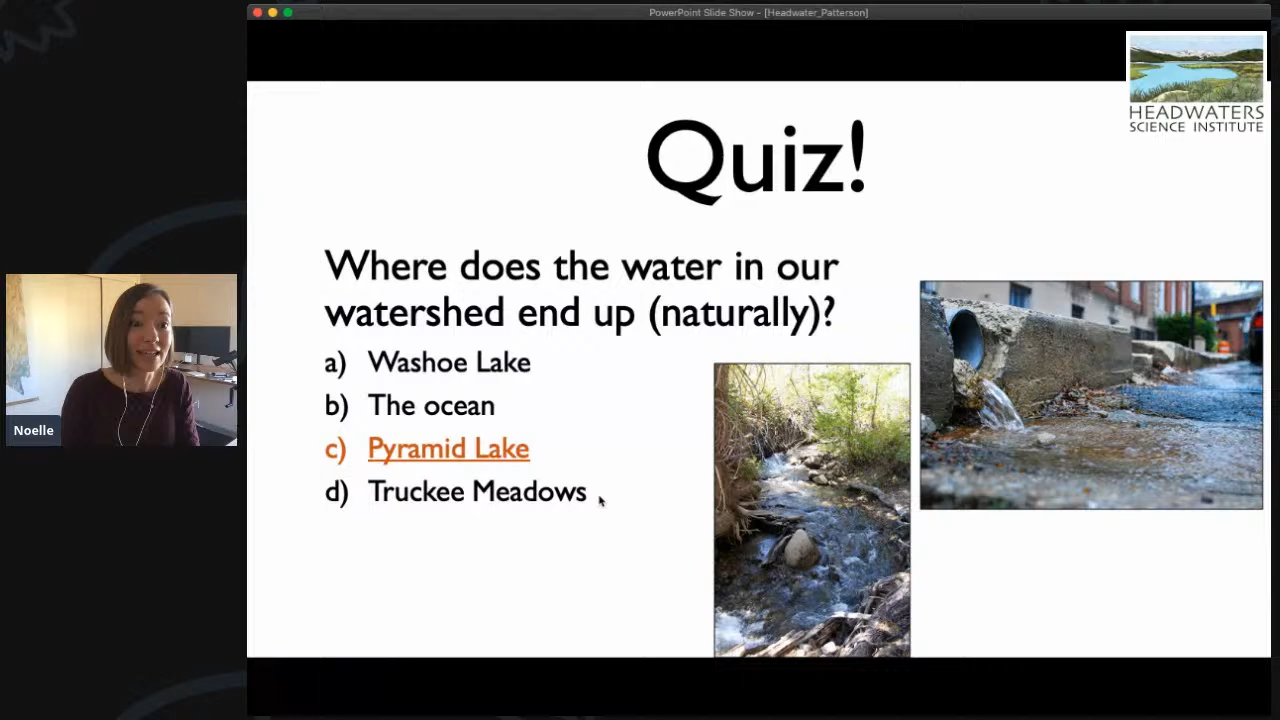 PowerPoint Slide Show - [Headwater_Patterson]
HEADWATERS
SCIENCE INSTITUTE
Quiz!
Where does the water in our
watershed end up (naturally)?
a) Washoe Lake
b) The ocean
c) Pyramid Lake
d) Truckee Meadows
Noelle